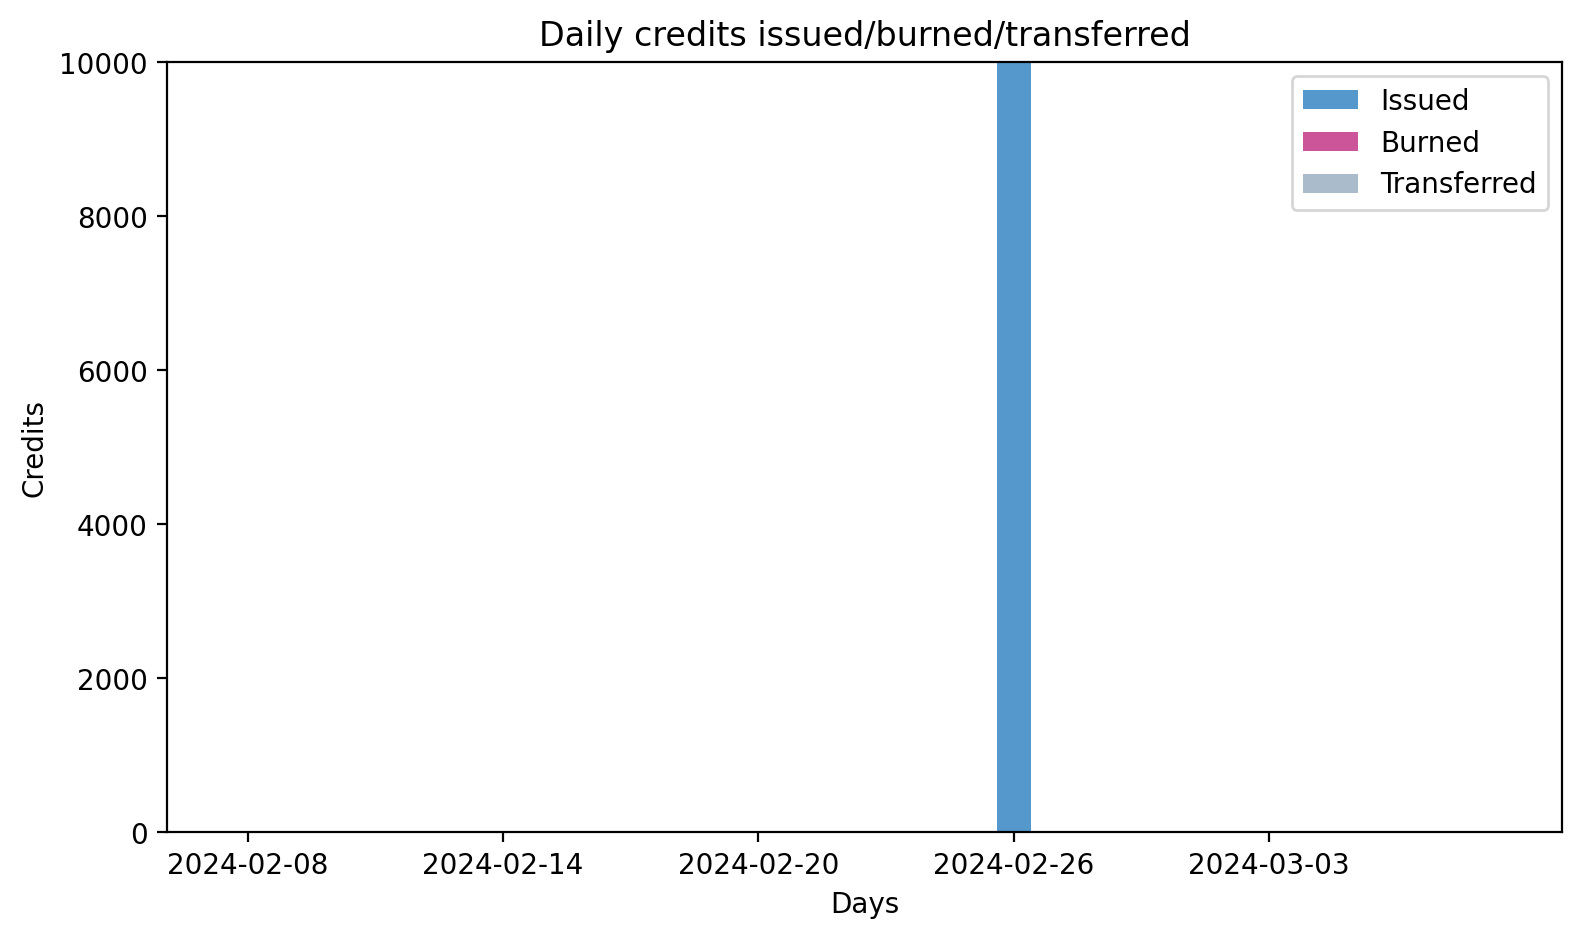 Daily credits issued/burned/transferred
10000
8000
6000
4000
2000
0
Credits
Issued
Burned
Transferred
2024-02-08
2024-02-14
2024-02-20
2024-02-26
2024-03-03
Days